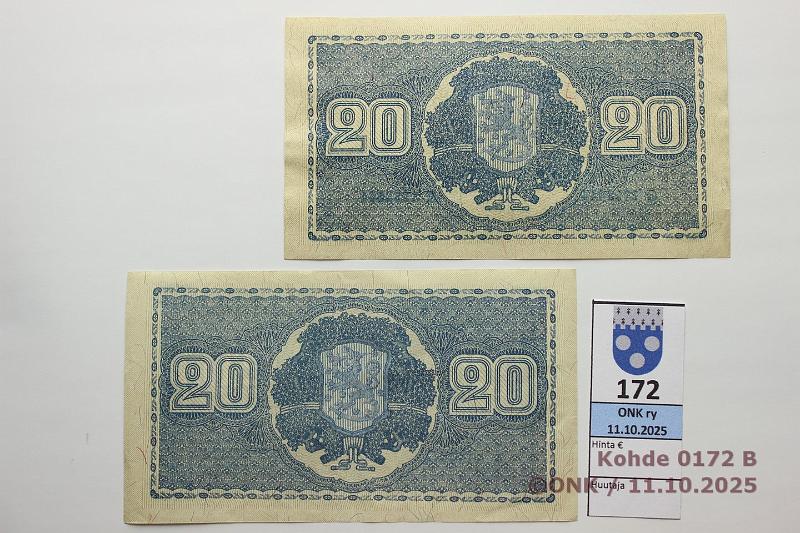 20 20
20 20
172
ONK ry
11.10.2025
Hinta €
Kohde 0172 B
Huutaja
©ONK / 11.10.2025